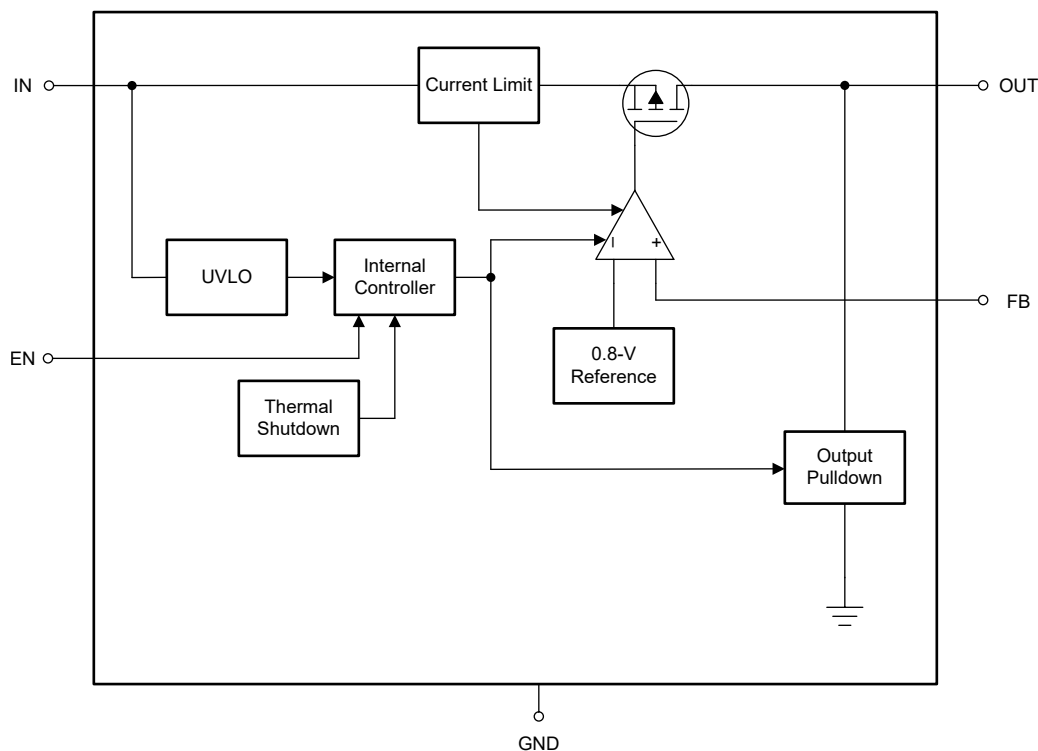 IN
Current Limit
OUT
UVLO
Internal
Controller
– +
FB
EN
0.8-V
Reference
Thermal
Shutdown
Output
Pulldown
GND